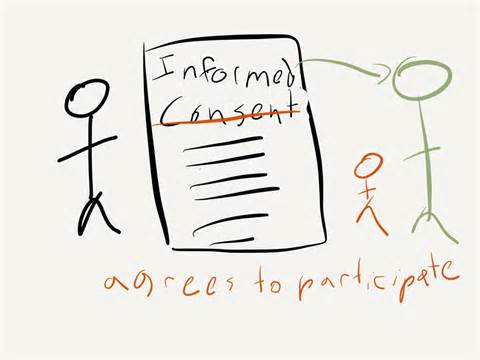 Informed
Consent
agrees to participate